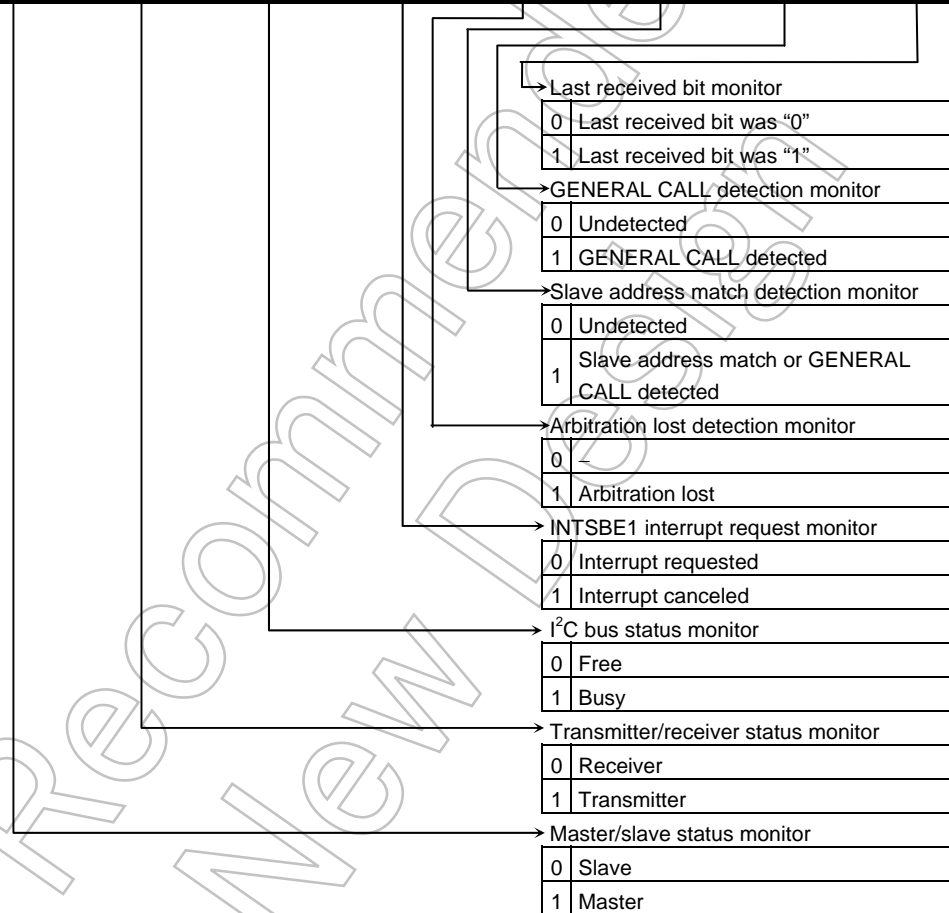 Last received bit monitor
0 Last received bit was “0”
1 Last received bit was “1”
GENERAL CALL detection monitor
0 Undetected
1 GENERAL CALL detected
Slave address match detection monitor
0 Undetected
1 Slave address match or GENERAL
CALL detected
Arbitration lost detection monitor
0 –
1 Arbitration lost
INTSBE1 interrupt request monitor
0 Interrupt requested
1 Interrupt canceled
I²C bus status monitor
0 Free
1 Busy
Transmitter/receiver status monitor
0 Receiver
1 Transmitter
Master/slave status monitor
0 Slave
1 Master
Recommende
New Design